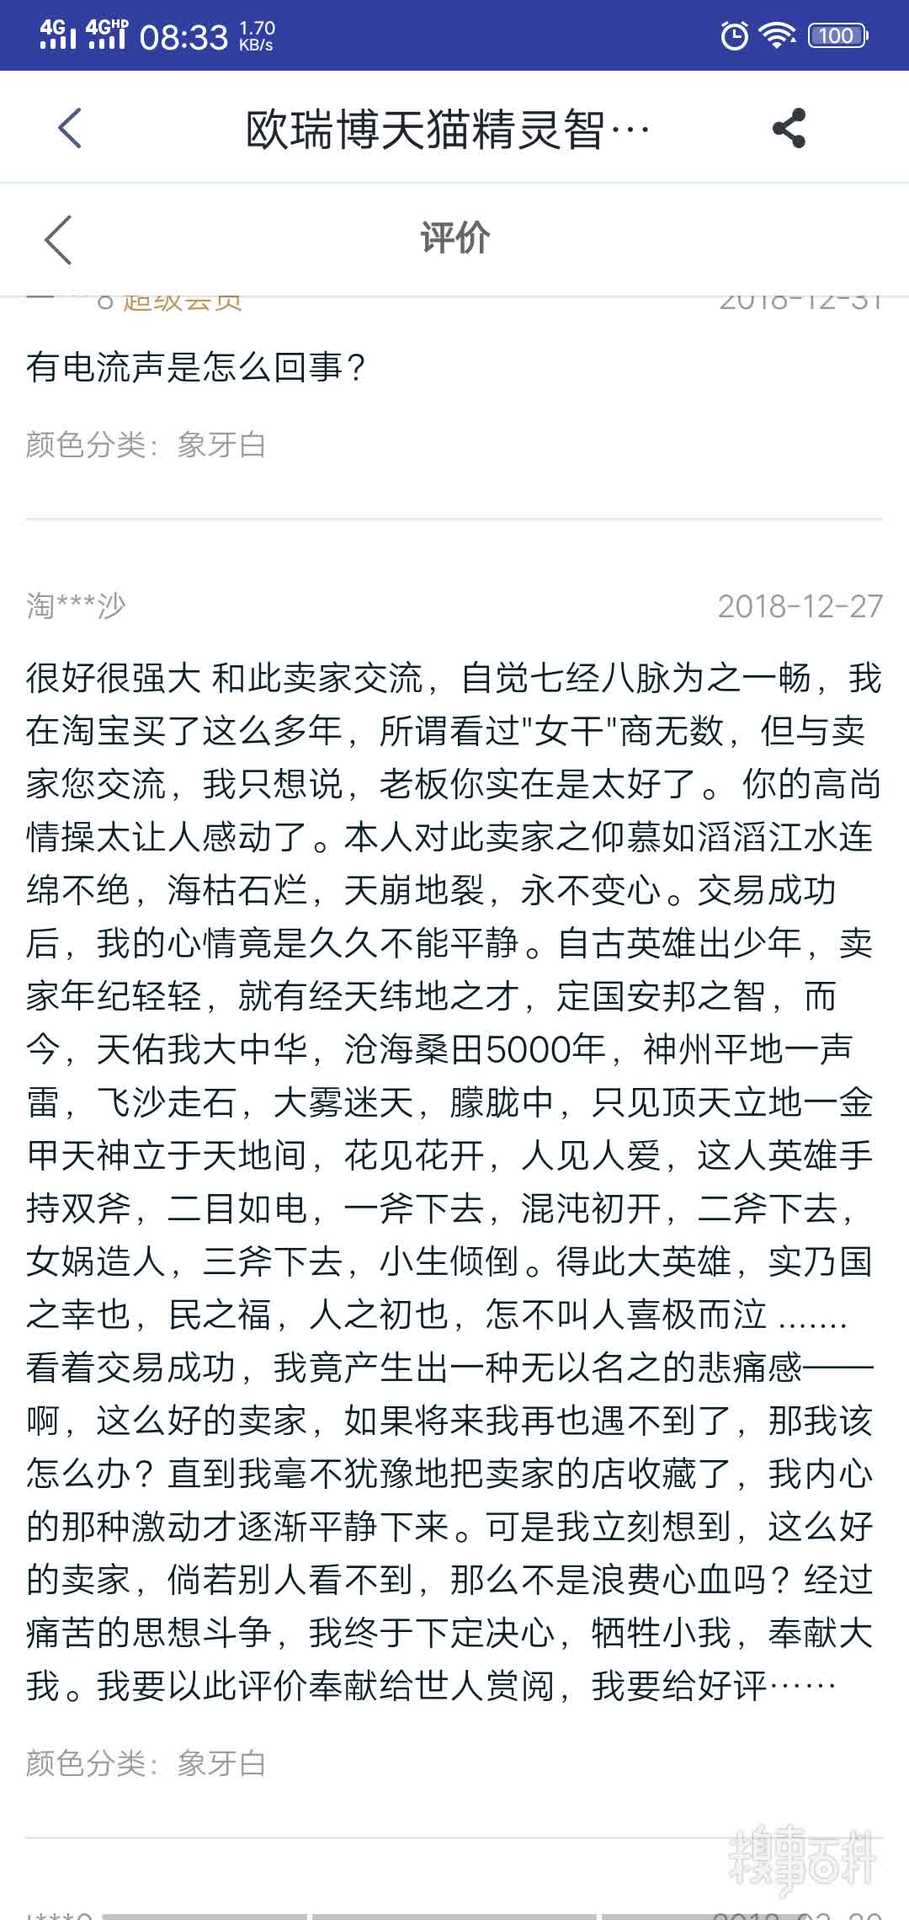 4G 4GHD 08:33 1.70 KB/s 100
欧瑞博天猫精灵智…
评价
8 超级会员 2018-12-31
有电流声是怎么回事？
颜色分类：象牙白
淘***沙 2018-12-27
很好很强大 和此卖家交流，自觉七经八脉为之一畅，我
在淘宝买了这么多年，所谓看过"女干"商无数，但与卖
家您交流，我只想说，老板你实在是太好了。你的高尚
情操太让人感动了。本人对此卖家之仰慕如滔滔江水连
绵不绝，海枯石烂，天崩地裂，永不变心。交易成功
后，我的心情竟是久久不能平静。自古英雄出少年，卖
家年纪轻轻，就有经天纬地之才，定国安邦之智，而
今，天佑我大中华，沧海桑田5000年，神州平地一声
雷，飞沙走石，大雾迷天，朦胧中，只见顶天立地一金
甲天神立于天地间，花见花开，人见人爱，这人英雄手
持双斧，二目如电，一斧下去，混沌初开，二斧下去，
女娲造人，三斧下去，小生倾倒。得此大英雄，实乃国
之幸也，民之福，人之初也，怎不叫人喜极而泣 .......
看着交易成功，我竟产生出一种无以名之的悲痛感——
啊，这么好的卖家，如果将来我再也遇不到了，那我该
怎么办？直到我毫不犹豫地把卖家的店收藏了，我内心
的那种激动才逐渐平静下来。可是我立刻想到，这么好
的卖家，倘若别人看不到，那么不是浪费心血吗？经过
痛苦的思想斗争，我终于下定决心，牺牲小我，奉献大
我。我要以此评价奉献给世人赏阅，我要给好评……
颜色分类：象牙白
糗事百科